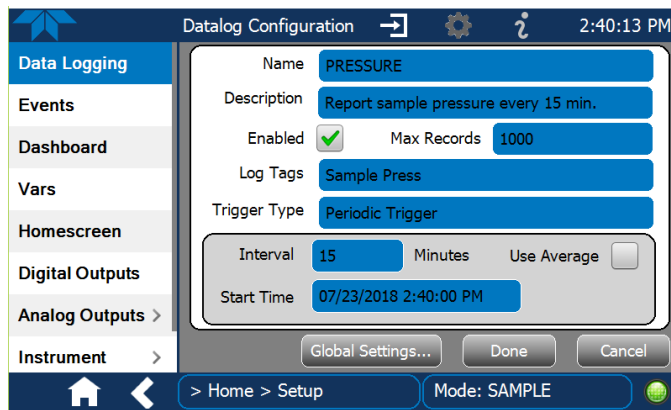 Datalog Configuration 2:40:13 PM
Data Logging
Events
Dashboard
Vars
Homescreen
Digital Outputs
Analog Outputs >
Instrument >
Name PRESSURE
Description Report sample pressure every 15 min.
Enabled Max Records 1000
Log Tags Sample Press
Trigger Type Periodic Trigger
Interval 15 Minutes Use Average
Start Time 07/23/2018 2:40:00 PM
Global Settings... Done Cancel
> Home > Setup Mode: SAMPLE